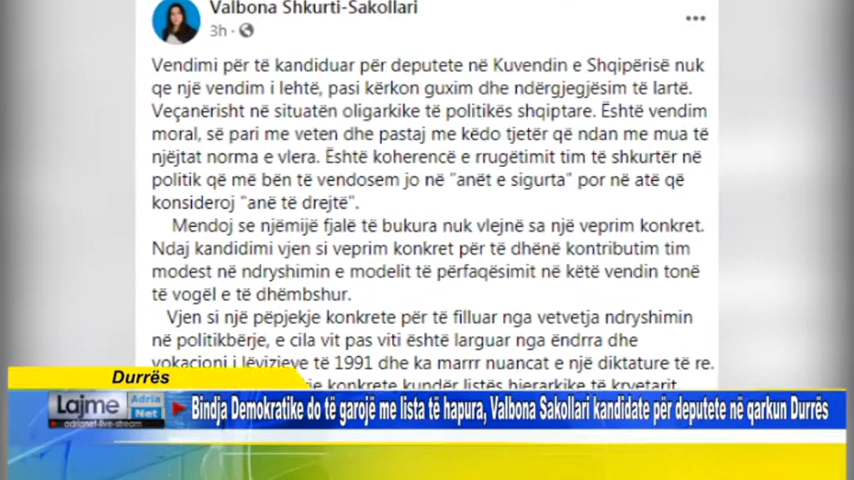 Valbona Shkurti-Sakollari
3h
Vendimi për të kandiduar për deputete në Kuvendin e Shqipërisë nuk
qe një vendim i lehtë, pasi kërkon guxim dhe ndërgjegjësim të lartë.
Veçanërisht në situatën oligarkike të politikës shqiptare. Është vendim
moral, së pari me veten dhe pastaj me këdo tjetër që ndan me mua të
njëjtat norma e vlera. Është koherencë e rrugëtimit tim të shkurtër në
politik që më bën të vendosem jo në "anët e sigurta" por në atë që
konsideroj "anë të drejtë".
Mendoj se njëmijë fjalë të bukura nuk vlejnë sa një veprim konkret.
Ndaj kandidimi vjen si veprim konkret për të dhënë kontributim tim
modest në ndryshimin e modelit të përfaqësimit në këtë vendin tonë
të vogël e të dhëmbshur.
Vjen si një pëpjekje konkrete për të filluar nga vetvetja ndryshimin
në politikbërje, e cila vit pas viti është larguar nga ëndrra dhe
vokacioni i lëvizjeve të 1991 dhe ka marrr nuancat e një diktature të re.
konkrete kundër listës hierarkike të kryetarit
Durrës
Lajme
Adria
Net
adrianet-live-stream
Bindja Demokratike do të garojë me lista të hapura, Valbona Sakollari kandidate për deputete në qarkun Durrës